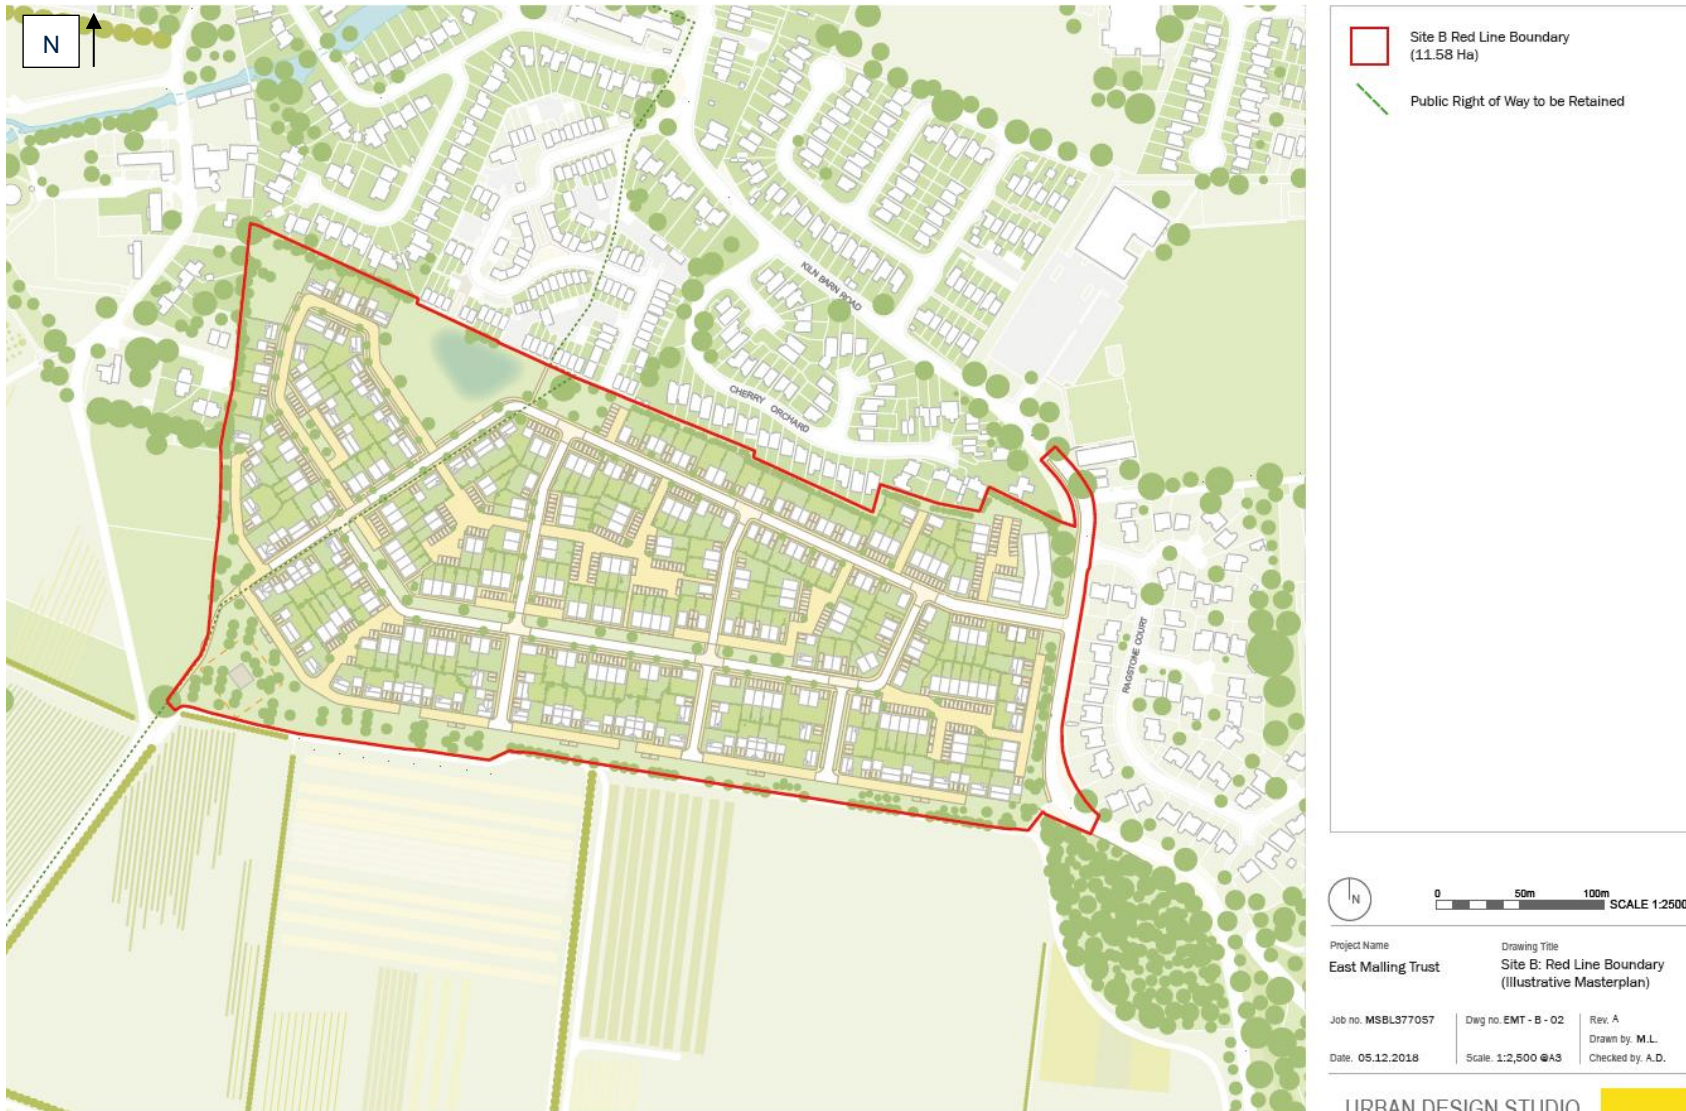 N
Site B Red Line Boundary
(11.58 Ha)
Public Right of Way to be Retained
KILN BARN ROAD
CHERRY ORCHARD
RAGSTONE COURT
N
0 50m 100m
SCALE 1:2500
Project Name
East Malling Trust
Drawing Title
Site B: Red Line Boundary
(Illustrative Masterplan)
Job no. MSBL377057
Dwg no. EMT - B - 02
Rev. A
Drawn by. M.L.
Date. 05.12.2018
Scale. 1:2,500 @A3
Checked by. A.D.
URBAN DESIGN STUDIO